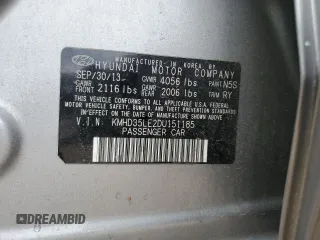 MANUFACTURED IN KOREA BY
HYUNDAI MOTOR COMPANY
SEP/30/13 GVWR 4056 lbs PAINT N5S
GAWR FRONT 2116 lbs GAWR REAR 2006 lbs TRIM RY
THIS VEHICLE CONFORMS TO ALL APPLICABLE
FEDERAL MOTOR VEHICLE SAFETY, BUMPER,
AND THEFT PREVENTION STANDARDS IN EFFECT
ON THE DATE OF MANUFACTURE SHOWN ABOVE.
V.I.N: KMHD35LE2DU151185
PASSENGER CAR
DREAMBID